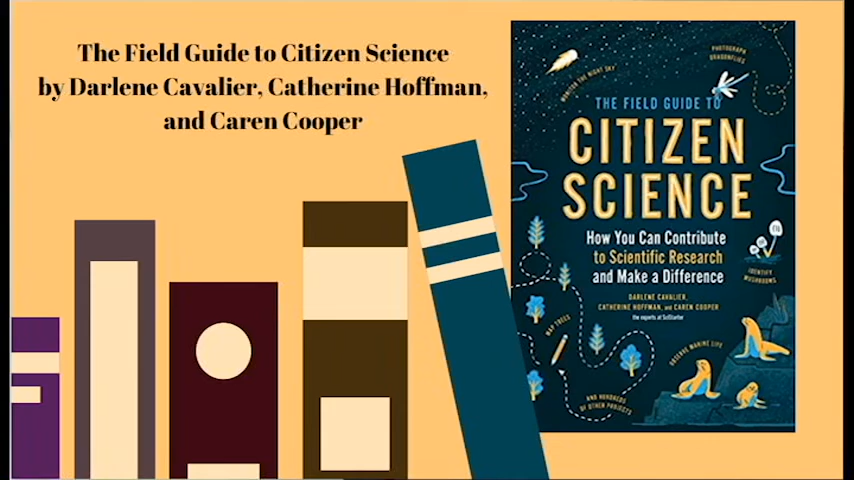 The Field Guide to Citizen Science
by Darlene Cavalier, Catherine Hoffman,
and Caren Cooper
MONITOR THE NIGHT SKY
PHOTOGRAPH
DRAGONFLIES
THE FIELD GUIDE TO
CITIZEN
SCIENCE
How You Can Contribute
to Scientific Research
and Make a Difference
DARLENE CAVALIER,
CATHERINE HOFFMAN, AND CAREN COOPER
the experts at SciStarter
IDENTIFY
MUSHROOMS
MAP TREES
OBSERVE MARINE LIFE
AND HUNDREDS
OF OTHER PROJECTS